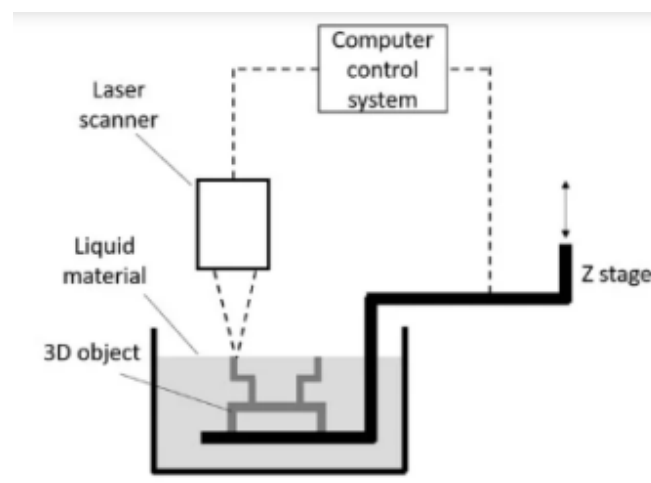 Computer
control
system
Laser
scanner
Liquid
material
Z stage
3D object